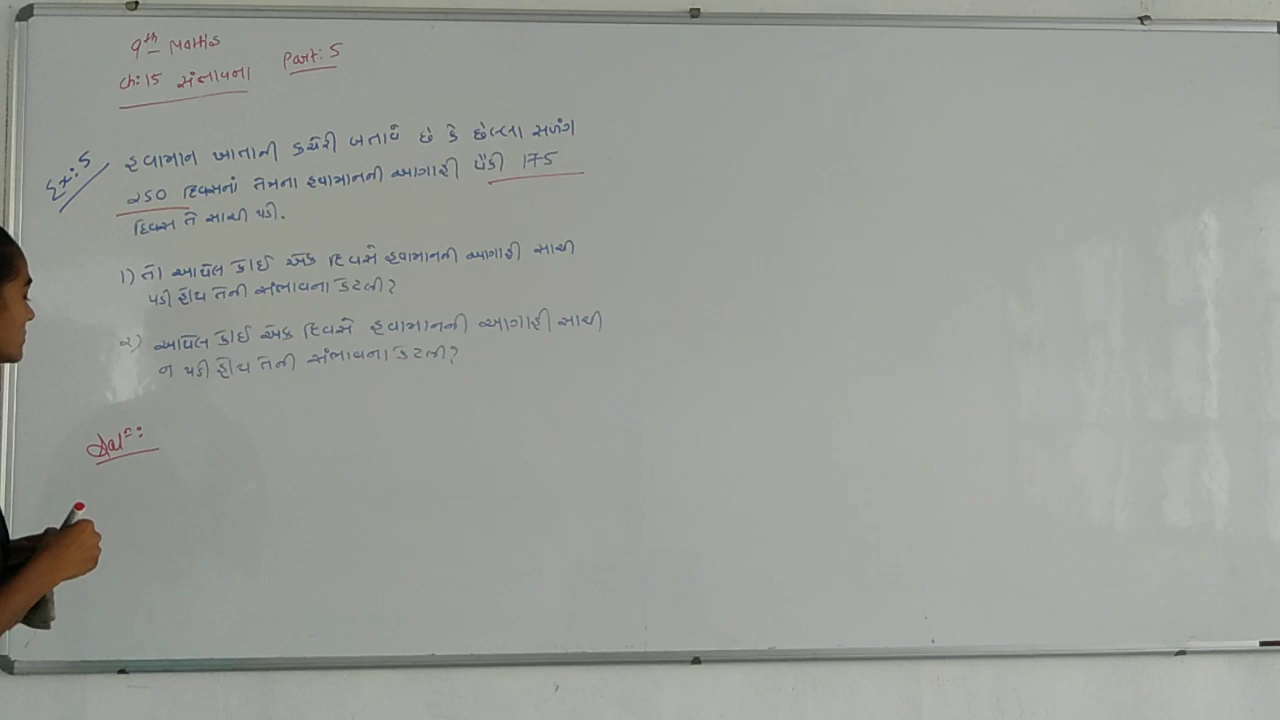 9th Maths
ch:15 સંભાવના Part:5
Ex:5 હવામાન ખાતાની કચેરી બતાવે છે કે છેલ્લા સળંગ
૨૫૦ દિવસનાં તેમના હવામાનની આગાહી પૈકી 175
દિવસ તે સાચી પડી.
1) તો આપેલ કોઈ એક દિવસે હવામાનની આગાહી સાચી
પડી હોય તેની સંભાવના કેટલી?
૨) આપેલ કોઈ એક દિવસે હવામાનની આગાહી સાચી
ન પડી હોય તેની સંભાવના કેટલી?
Solⁿ: